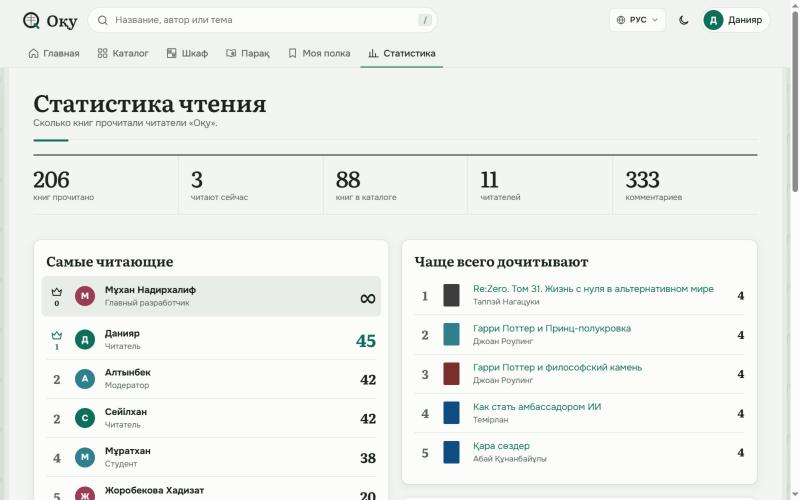 Оқу
Название, автор или тема
/
РУС
Д
Данияр
Главная
Каталог
Шкаф
Парақ
Моя полка
Статистика
Статистика чтения
Сколько книг прочитали читатели «Оқу».
206
книг прочитано
3
читают сейчас
88
книг в каталоге
11
читателей
333
комментариев
Самые читающие
0
М
Мұхан Надирхалиф
Главный разработчик
∞
1
Д
Данияр
Читатель
45
2
А
Алтынбек
Модератор
42
2
С
Сейілхан
Читатель
42
4
М
Мұратхан
Студент
38
5
Ж
Жоробекова Хадизат
20
Чаще всего дочитывают
1
Re:Zero. Том 31. Жизнь с нуля в альтернативном мире
Таппэй Нагацуки
4
2
Гарри Поттер и Принц-полукровка
Джоан Роулинг
4
3
Гарри Поттер и философский камень
Джоан Роулинг
4
4
Как стать амбассадором ИИ
Темірлан
4
5
Қара сөздер
Абай Құнанбайұлы
4